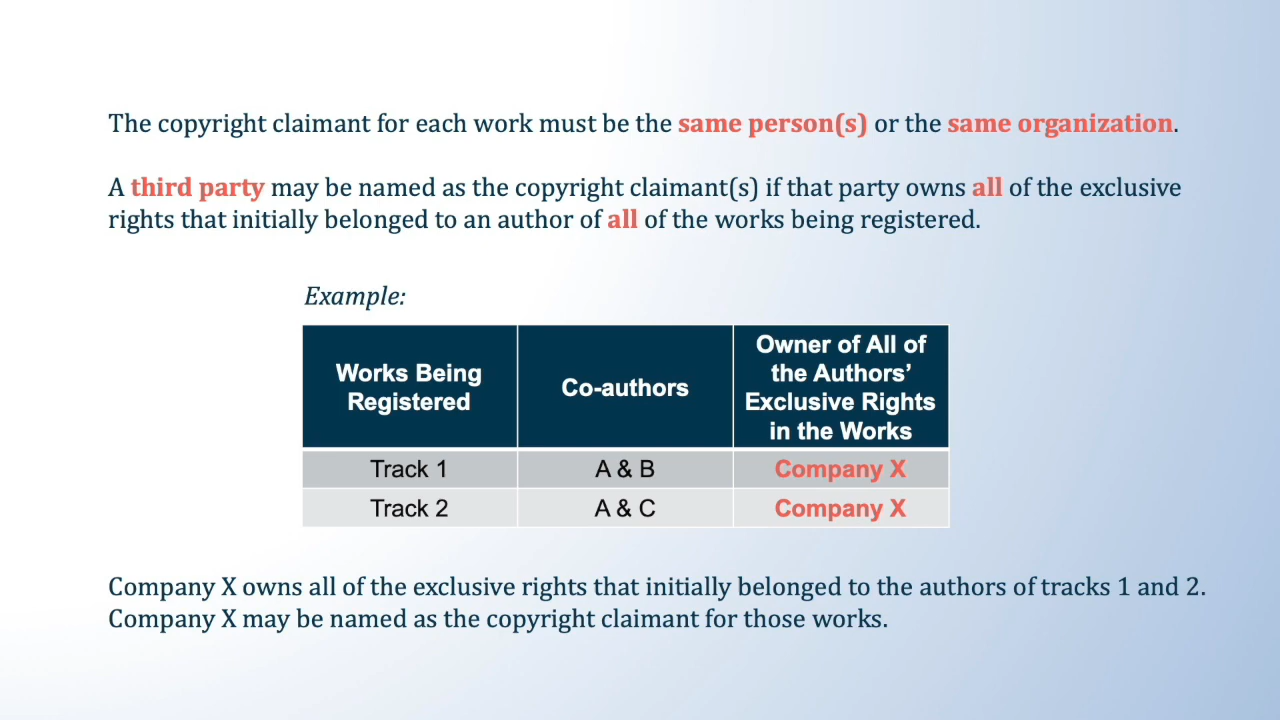 The copyright claimant for each work must be the same person(s) or the same organization.
A third party may be named as the copyright claimant(s) if that party owns all of the exclusive
rights that initially belonged to an author of all of the works being registered.
Example:
Works Being
Registered
Co-authors
Owner of All of
the Authors’
Exclusive Rights
in the Works
Track 1 A & B Company X
Track 2 A & C Company X
Company X owns all of the exclusive rights that initially belonged to the authors of tracks 1 and 2.
Company X may be named as the copyright claimant for those works.